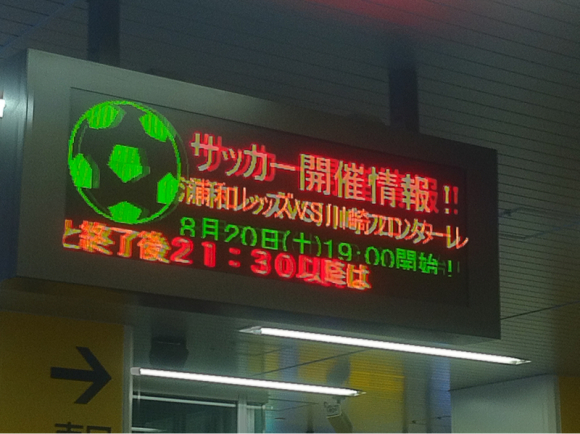 サッカー開催情報!!
浦和レッズVS川崎フロンターレ
8月20日(土)19:00開始!!
と終了後21:30以降は